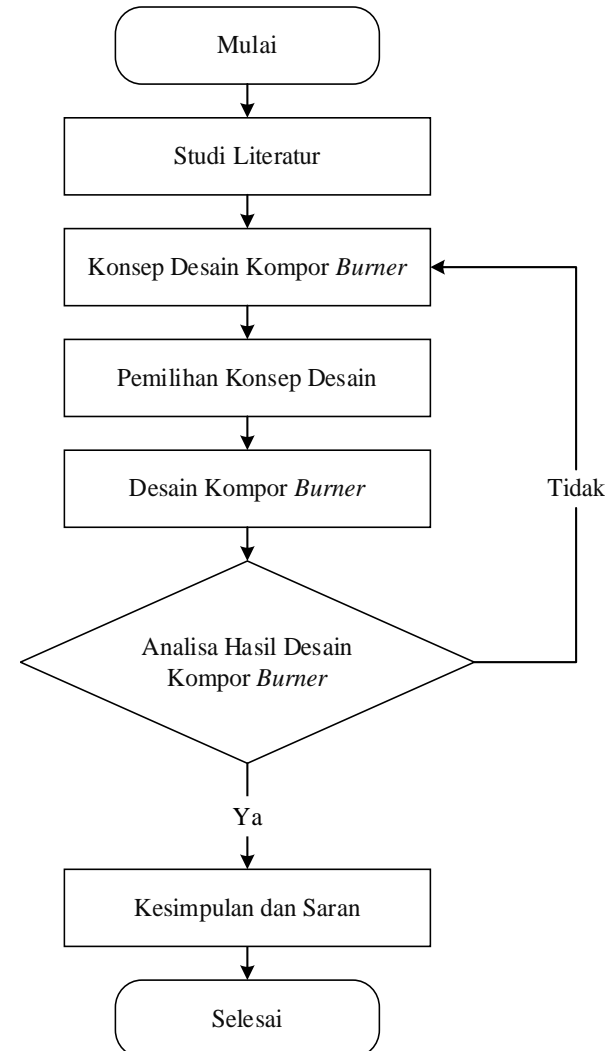 Mulai
Studi Literatur
Konsep Desain Kompor Burner
Pemilihan Konsep Desain
Desain Kompor Burner
Tidak
Analisa Hasil Desain
Kompor Burner
Ya
Kesimpulan dan Saran
Selesai